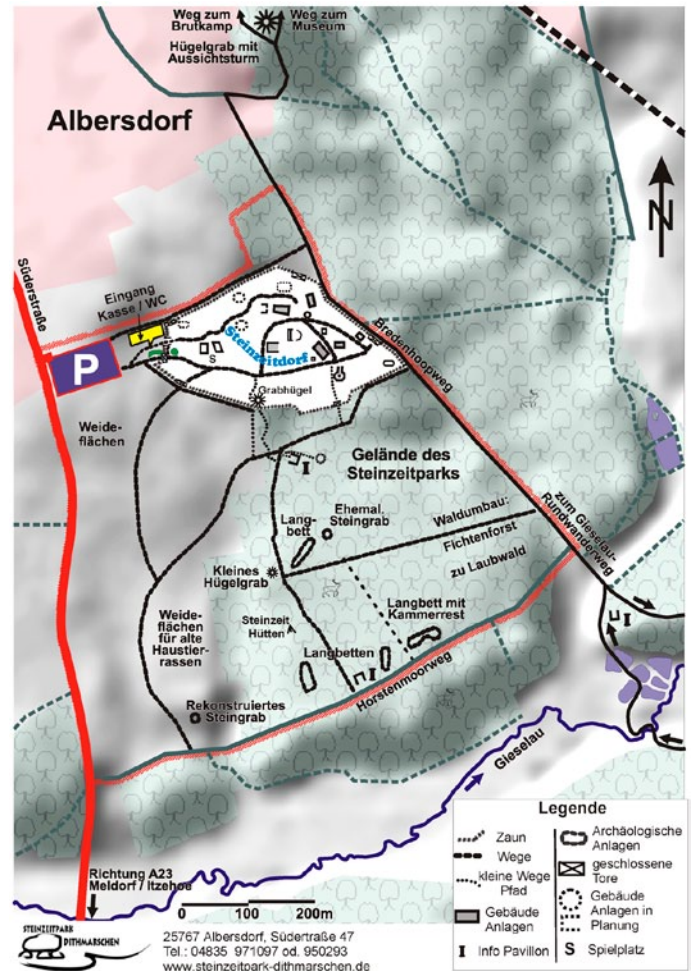 Weg zum
Brutkamp
Weg zum
Museum
Hügelgrab mit
Aussichtsturm
Albersdorf
N
Süderstraße
Eingang
Kasse / WC
P
Steinzeitdorf
S
Bredenhoopweg
Grabhügel
Weide-
flächen
I
Gelände des
Steinzeitparks
Ehemal.
Steingrab
Lang-
bett
Waldumbau:
Fichtenforst
zu Laubwald
zum Gieselau-
Rundwanderweg
Kleines
Hügelgrab
Weide-
flächen
für alte
Haustier-
rassen
Steinzeit
Hütten
Langbett mit
Kammerrest
Langbetten
I
I
Horstenmoorweg
Rekonstruiertes
Steingrab
Gieselau
Richtung A23
Meldorf / Itzehoe
0 100 200m
Legende
Zaun
Wege
kleine Wege
Pfad
Gebäude
Anlagen
I Info Pavillon
Archäologische
Anlagen
geschlossene
Tore
Gebäude
Anlagen in
Planung
S Spielplatz
STEINZEITPARK
DITHMARSCHEN
25767 Albersdorf, Südertraße 47
Tel.: 04835 971097 od. 950293
www.steinzeitpark-dithmarschen.de